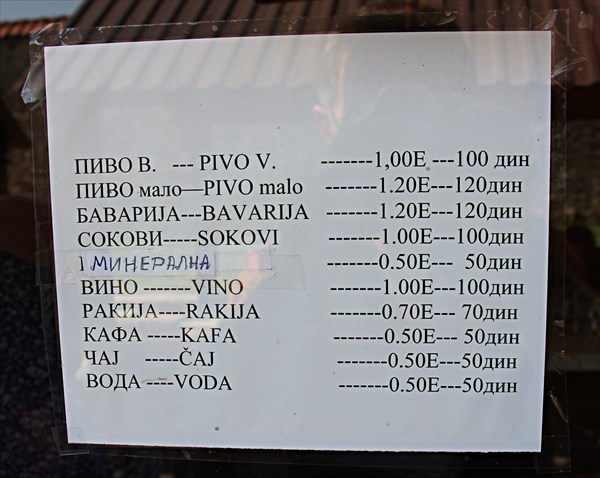 ПИВО В. --- PIVO V. -------1,00E---100 дин
ПИВО мало—PIVO malo -------1.20E---120дин
БАВАРИЈА---BAVARIJA -------1.20E---120дин
СОКОВИ-----SOKOVI -------1.00E---100дин
МИНЕРАЛНА -------0.50E--- 50дин
ВИНО -------VINO -------1.00E---100дин
РАКИЈА----RAKIJA -------0.70E--- 70дин
КАФА -----KAFA -------0.50E--- 50дин
ЧАЈ -----ČAJ -------0.50E---50дин
ВОДА ----VODA -------0.50E---50дин